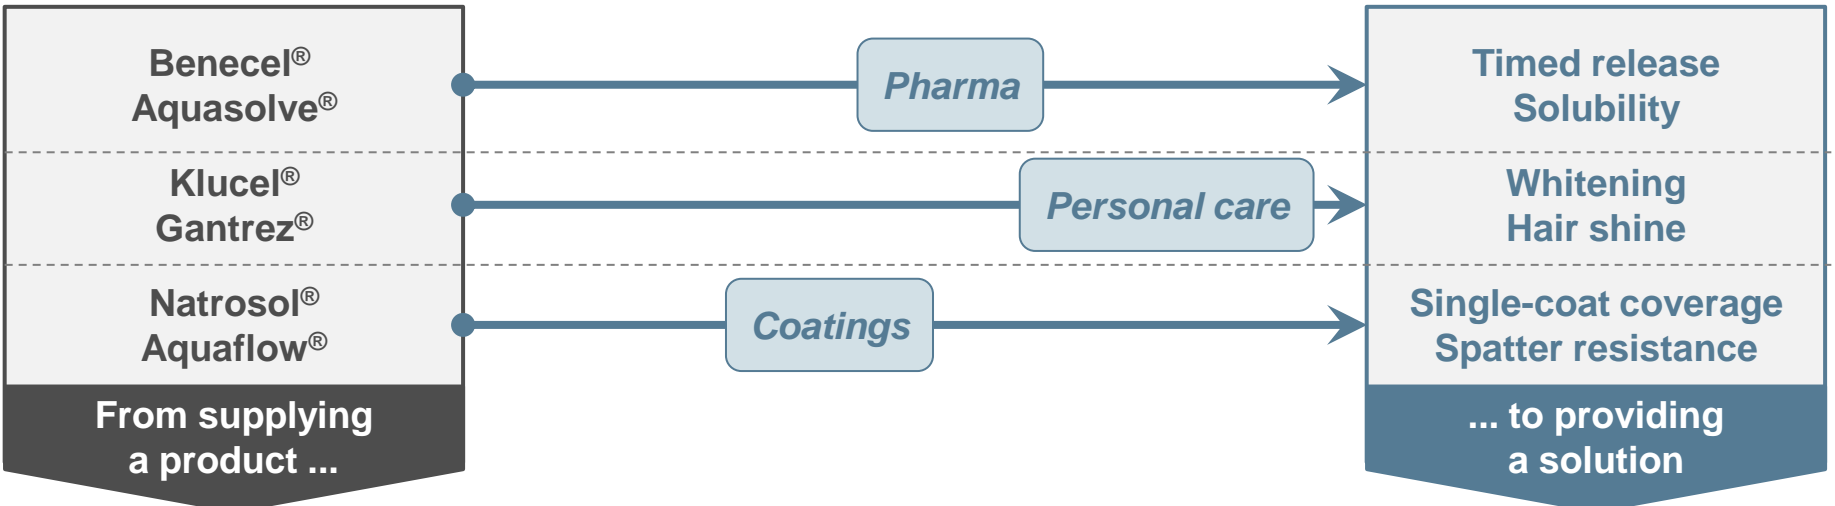 Benecel®
Aquasolve®
Pharma
Timed release
Solubility
Klucel®
Gantrez®
Personal care
Whitening
Hair shine
Natrosol®
Aquaflow®
Coatings
Single-coat coverage
Spatter resistance
From supplying
a product ...
... to providing
a solution